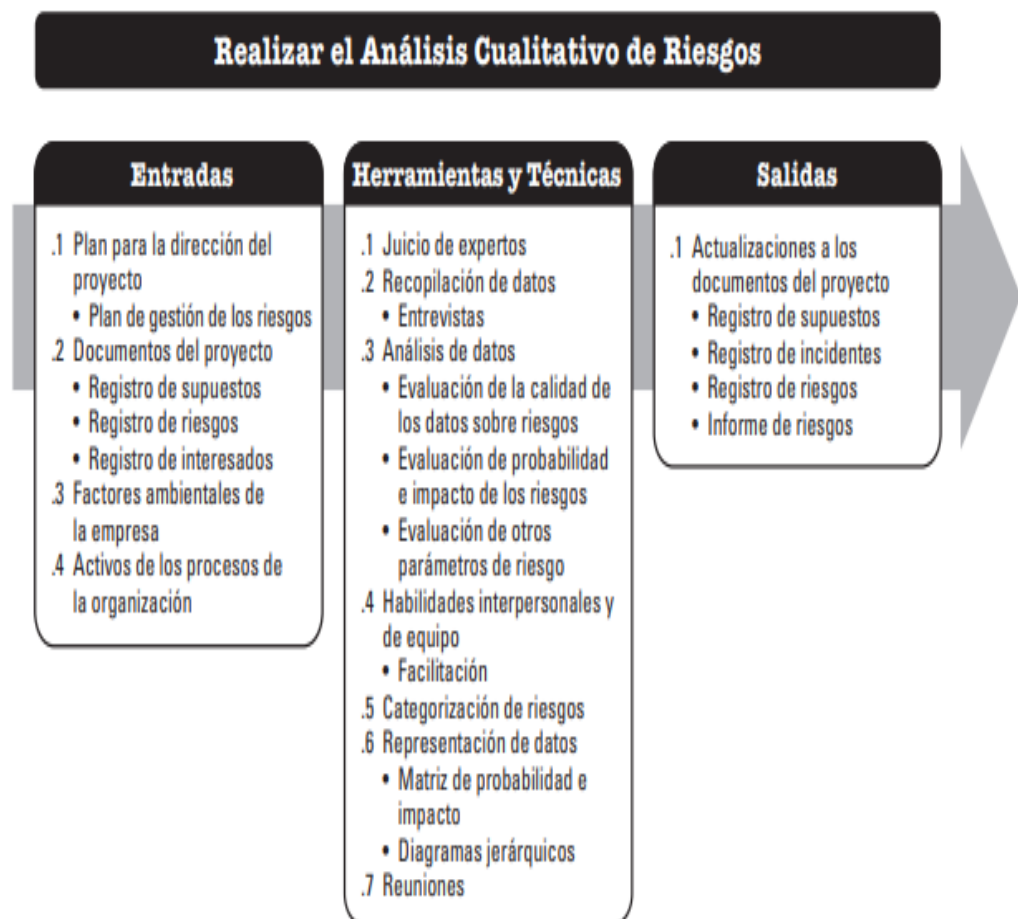 Realizar el Análisis Cualitativo de Riesgos
Entradas
.1 Plan para la dirección del
proyecto
• Plan de gestión de los riesgos
.2 Documentos del proyecto
• Registro de supuestos
• Registro de riesgos
• Registro de interesados
.3 Factores ambientales de
la empresa
.4 Activos de los procesos de
la organización
Herramientas y Técnicas
.1 Juicio de expertos
.2 Recopilación de datos
• Entrevistas
.3 Análisis de datos
• Evaluación de la calidad de
los datos sobre riesgos
• Evaluación de probabilidad
e impacto de los riesgos
• Evaluación de otros
parámetros de riesgo
.4 Habilidades interpersonales y
de equipo
• Facilitación
.5 Categorización de riesgos
.6 Representación de datos
• Matriz de probabilidad e
impacto
• Diagramas jerárquicos
.7 Reuniones
Salidas
.1 Actualizaciones a los
documentos del proyecto
• Registro de supuestos
• Registro de incidentes
• Registro de riesgos
• Informe de riesgos